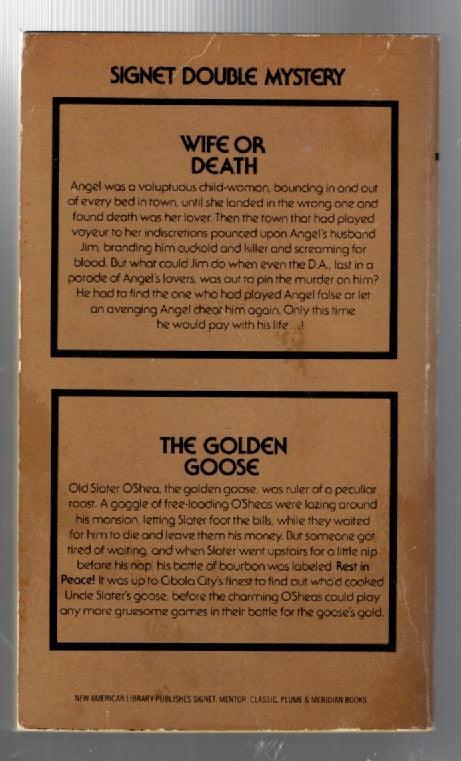 SIGNET DOUBLE MYSTERY
WIFE OR
DEATH
Angel was a voluptuous child-woman, bouncing in and out
of every bed in town, until she landed in the wrong one and
found death was her lover. Then the town that had played
voyeur to her indiscretions pounced upon Angel's husband
Jim, branding him cuckold and killer and screaming for
blood. But what could Jim do when even the D.A., last in a
parade of Angel's lovers, was out to pin the murder on him?
He had to find the one who had played Angel false or let
an avenging Angel cheat him again. Only this time
he would pay with his life...!
THE GOLDEN
GOOSE
Old Slater O'Shea, the golden goose, was ruler of a peculiar
roost. A gaggle of free-loading O'Sheas were lazing around
his mansion, letting Slater foot the bills, while they waited
for him to die and leave them his money. But someone got
tired of waiting, and when Slater went upstairs for a little nip
before his nap, his bottle of bourbon was labeled Rest in
Peace! It was up to Cibola City's finest to find out who'd cooked
Uncle Slater's goose, before the charming O'Sheas could play
any more gruesome games in their battle for the goose's gold.
NEW AMERICAN LIBRARY PUBLISHES SIGNET, MENTOR, CLASSIC, PLUME & MERIDIAN BOOKS